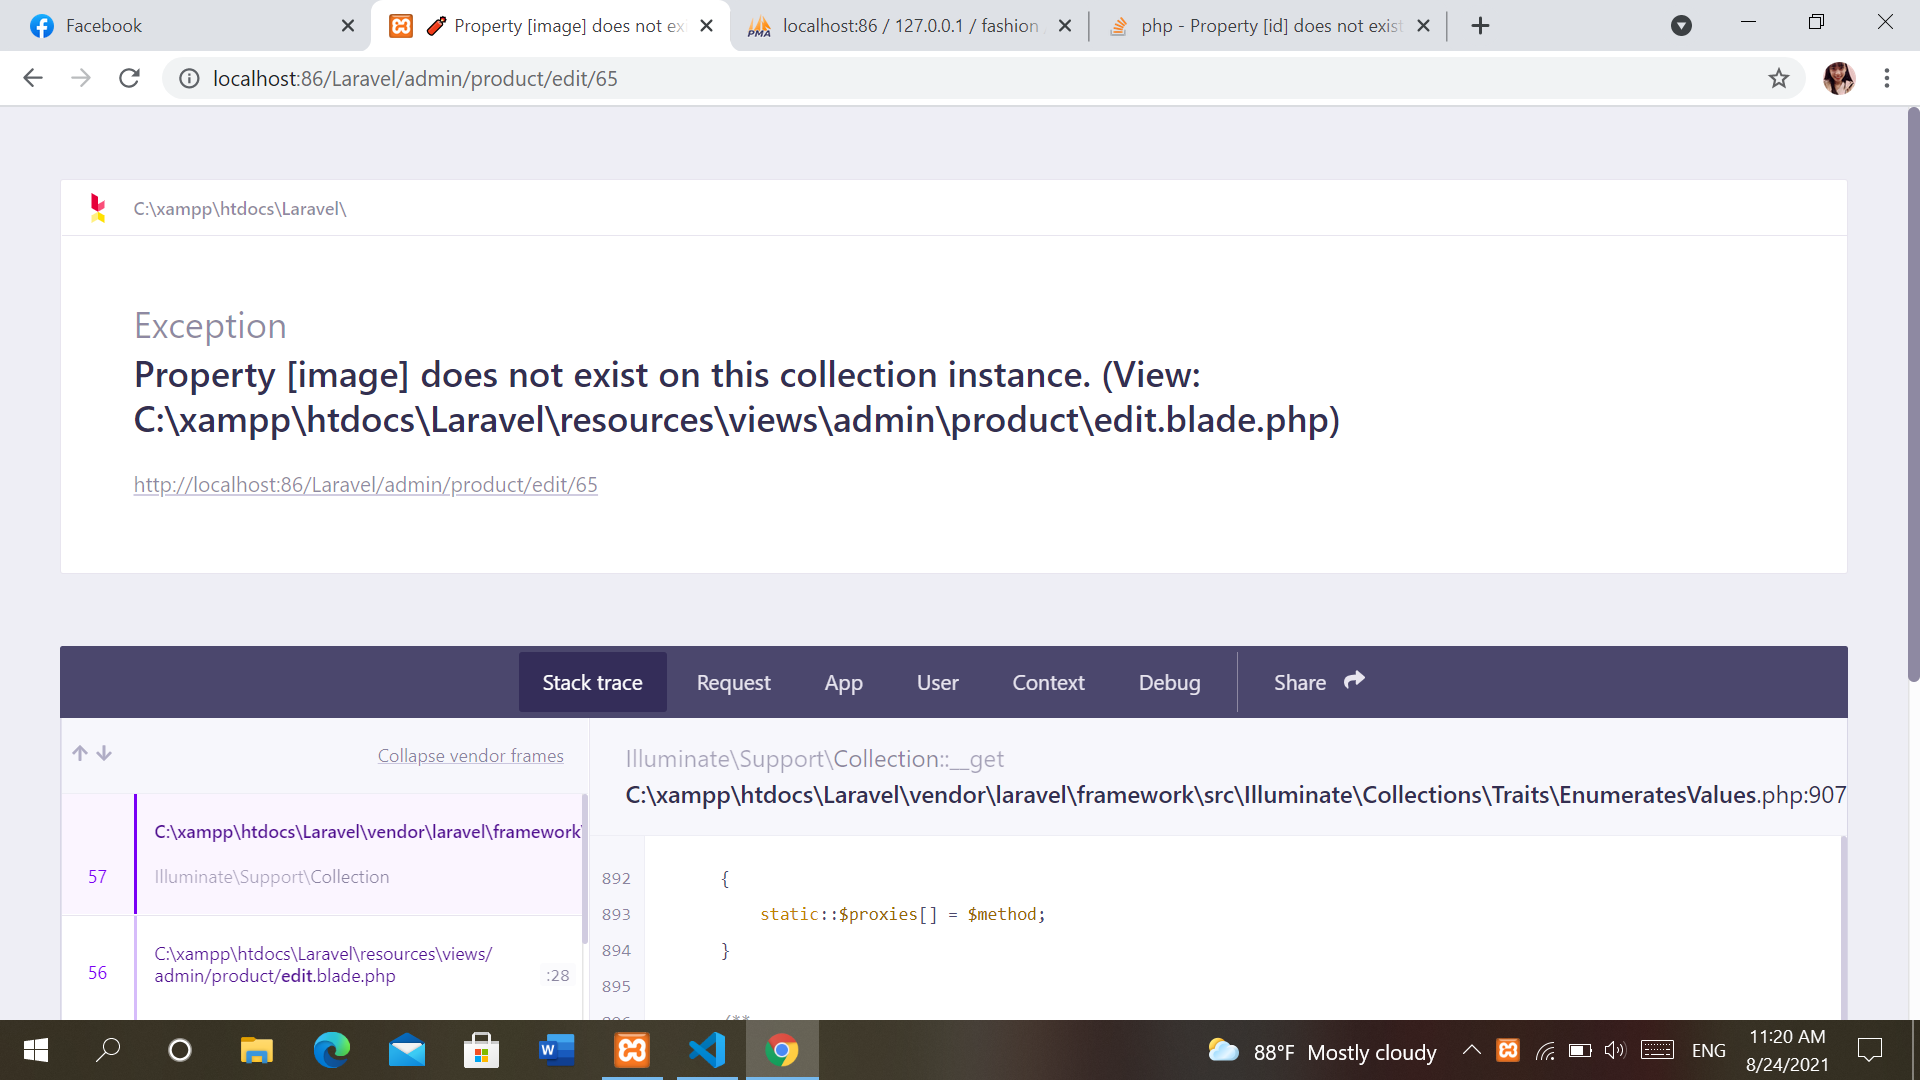 Facebook
Property [image] does not ex
localhost:86 / 127.0.0.1 / fashion
php - Property [id] does not exist
localhost:86/Laravel/admin/product/edit/65
C:\xampp\htdocs\Laravel\
Exception
Property [image] does not exist on this collection instance. (View:
C:\xampp\htdocs\Laravel\resources\views\admin\product\edit.blade.php)
http://localhost:86/Laravel/admin/product/edit/65
Stack trace
Request
App
User
Context
Debug
Share
Collapse vendor frames
C:\xampp\htdocs\Laravel\vendor\laravel\framework\
57
Illuminate\Support\Collection
C:\xampp\htdocs\Laravel\resources\views/
admin/product/edit.blade.php
56
:28
Illuminate\Support\Collection::__get
C:\xampp\htdocs\Laravel\vendor\laravel\framework\src\Illuminate\Collections\Traits\EnumeratesValues.php:907
892 {
893 static::$proxies[] = $method;
894 }
895
/**
88°F Mostly cloudy
ENG
11:20 AM
8/24/2021